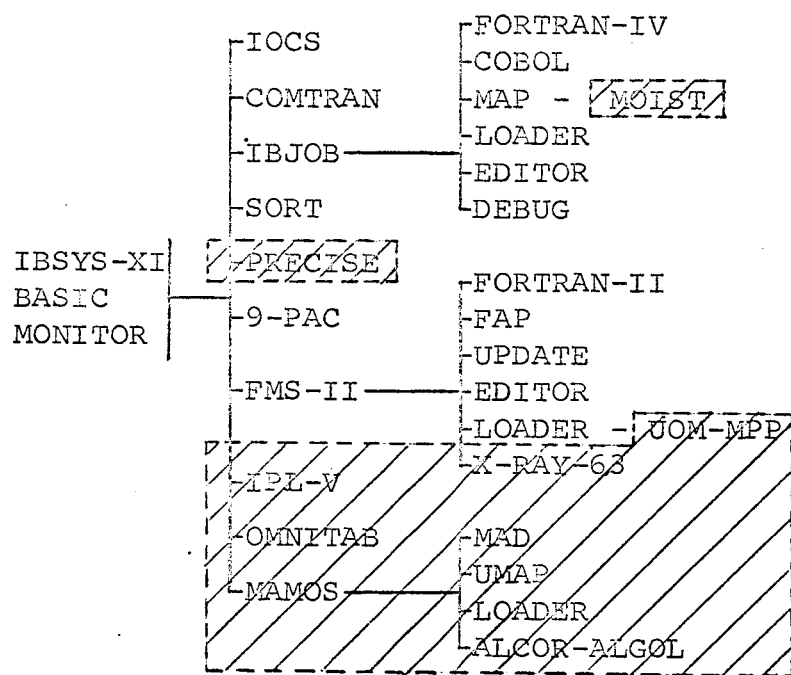 IBSYS-XI
BASIC
MONITOR
IOCS
COMTRAN
IBJOB
SORT
PRECISE
9-PAC
FMS-II
IPL-V
OMNITAB
MAMOS
FORTRAN-IV
COBOL
MAP - MOIST
LOADER
EDITOR
DEBUG
FORTRAN-II
FAP
UPDATE
EDITOR
LOADER - UOM-MPP
X-RAY-63
MAD
UMAP
LOADER
ALCOR-ALGOL